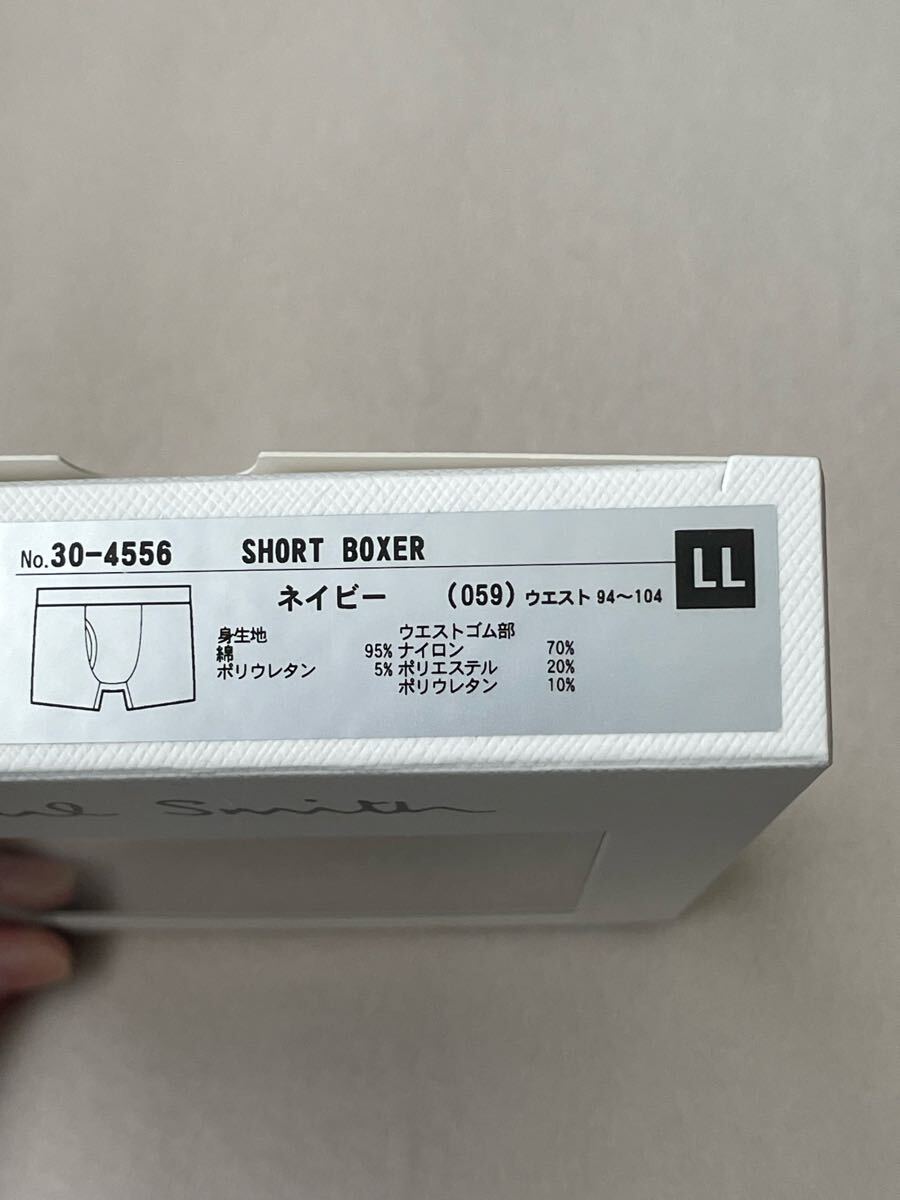 No.30-4556 SHORT BOXER LL
ネイビー (059) ウエスト 94〜104
身生地 ウエストゴム部
綿 95% ナイロン 70%
ポリウレタン 5% ポリエステル 20%
ポリウレタン 10%
Smith